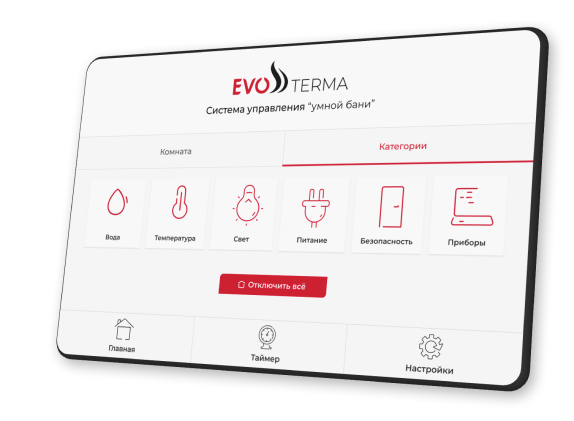 EVO TERMA
Система управления "умной бани"
Комната
Категории
Вода
Температура
Свет
Питание
Безопасность
Приборы
Отключить всё
Главная
Таймер
Настройки